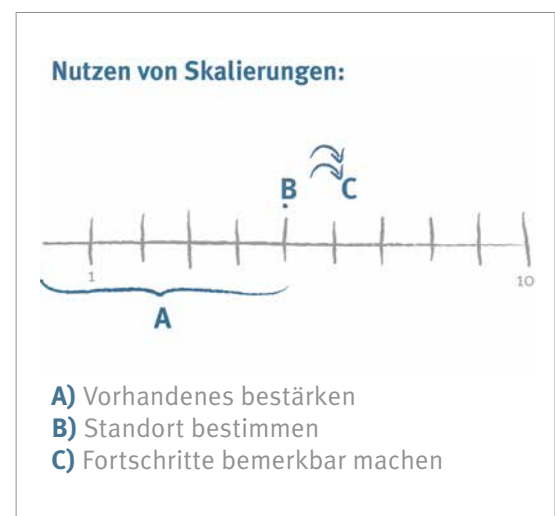 Nutzen von Skalierungen:
B C
1 10
A
A) Vorhandenes bestärken
B) Standort bestimmen
C) Fortschritte bemerkbar machen